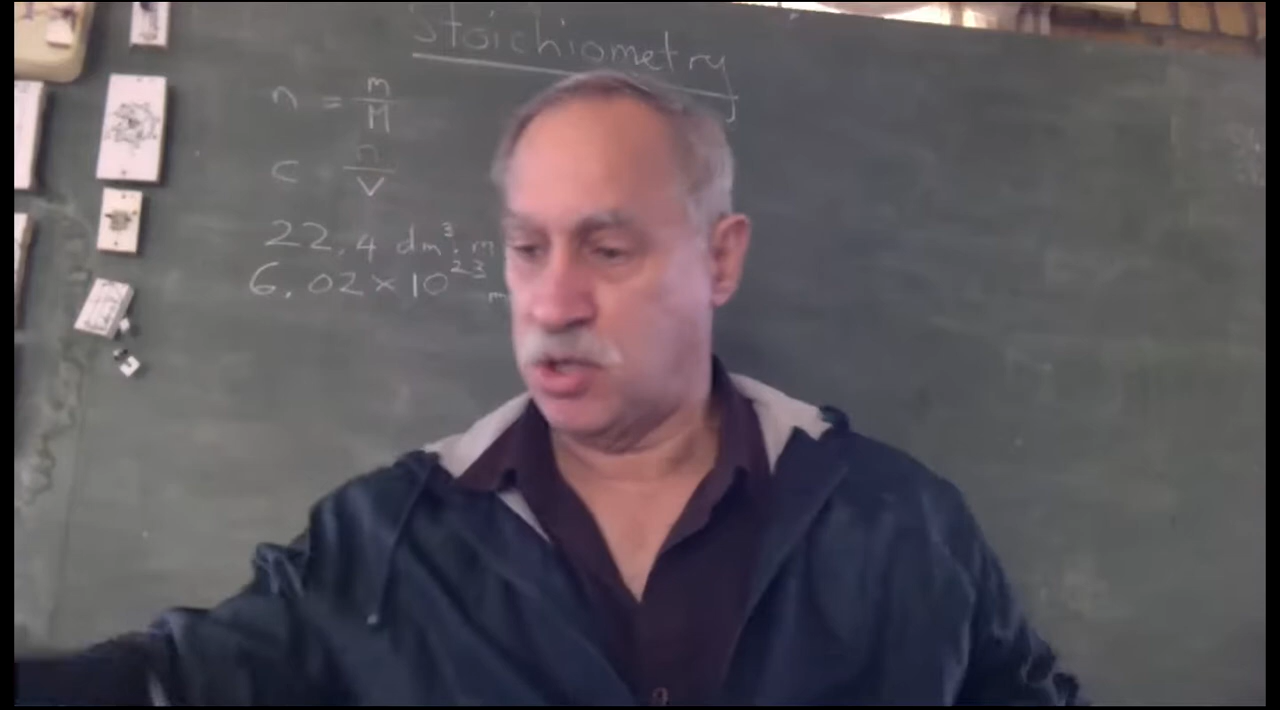 Stoichiometry
n = m/M
c = n/V
22,4 dm³. m
6,02 × 10²³ m